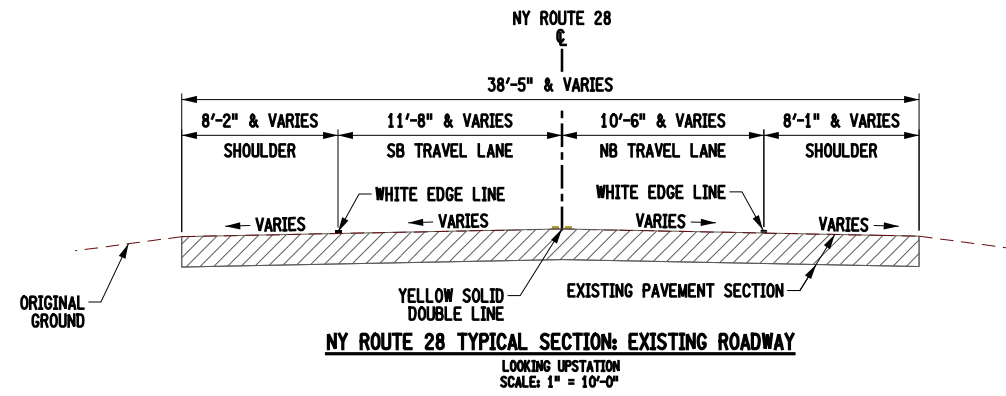 NY ROUTE 28
℄
38'-5" & VARIES
8'-2" & VARIES
11'-8" & VARIES
10'-6" & VARIES
8'-1" & VARIES
SHOULDER
SB TRAVEL LANE
NB TRAVEL LANE
SHOULDER
WHITE EDGE LINE
WHITE EDGE LINE
VARIES
VARIES
VARIES
VARIES
ORIGINAL
GROUND
YELLOW SOLID
DOUBLE LINE
EXISTING PAVEMENT SECTION
NY ROUTE 28 TYPICAL SECTION: EXISTING ROADWAY
LOOKING UPSTATION
SCALE: 1" = 10'-0"